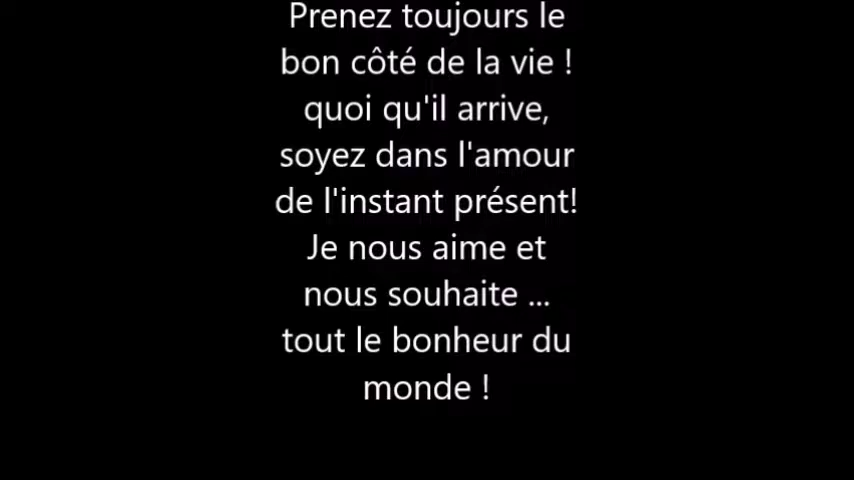 Prenez toujours le
bon côté de la vie !
quoi qu'il arrive,
soyez dans l'amour
de l'instant présent!
Je nous aime et
nous souhaite ...
tout le bonheur du
monde !